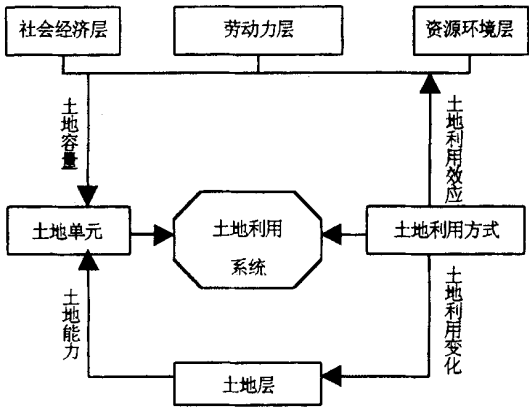 社会经济层
劳动力层
资源环境层
土地容量
土地利用效应
土地单元
土地利用
系统
土地利用方式
土地能力
土地利用变化
土地层